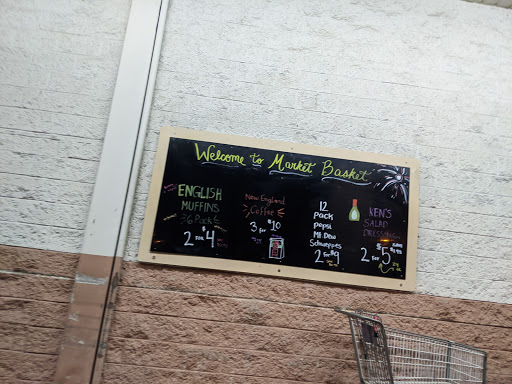 Welcome to Market Basket
ENGLISH
MUFFINS
6 Pack
2 FOR $4
New England
Coffee
3 FOR $10
12
Pack
pepsi
Mt. Dew
Schweppes
2 FOR $9
KEN'S
SALAD
DRESSING
2 FOR $5